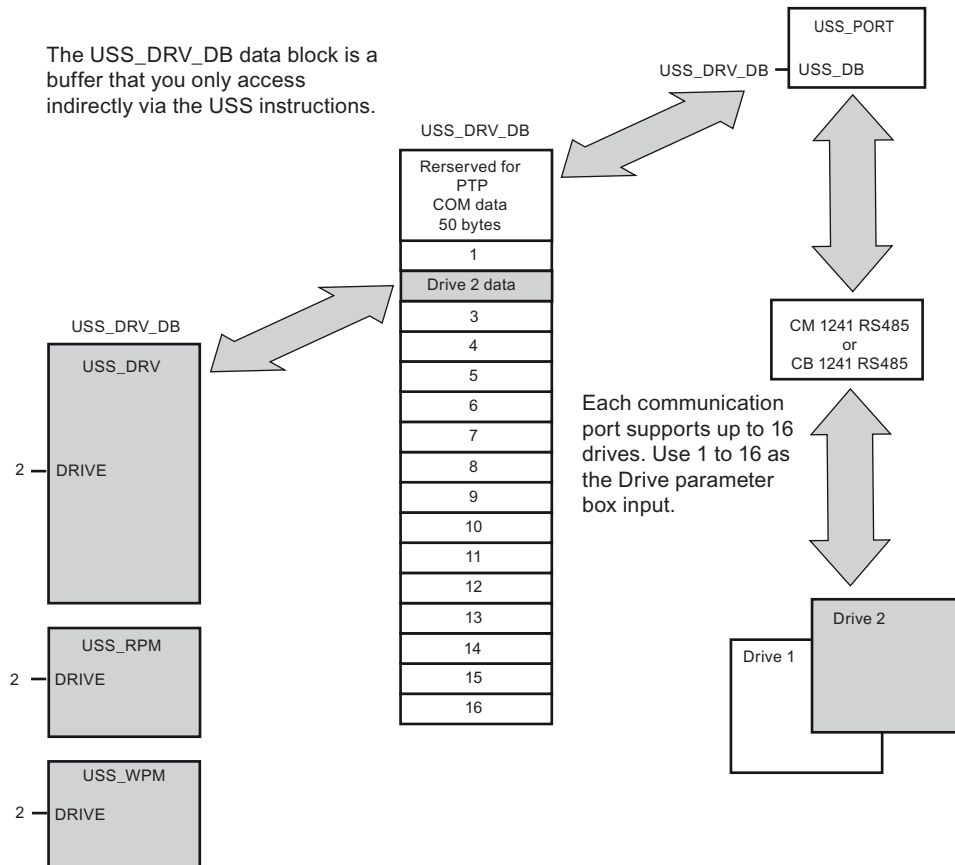 The USS_DRV_DB data block is a
buffer that you only access
indirectly via the USS instructions.
USS_PORT
USS_DRV_DB
USS_DB
USS_DRV_DB
Rerserved for
PTP
COM data
50 bytes
1
Drive 2 data
3
4
5
6
7
8
9
10
11
12
13
14
15
16
USS_DRV_DB
USS_DRV
2
DRIVE
USS_RPM
2
DRIVE
USS_WPM
2
DRIVE
CM 1241 RS485
or
CB 1241 RS485
Each communication
port supports up to 16
drives. Use 1 to 16 as
the Drive parameter
box input.
Drive 2
Drive 1